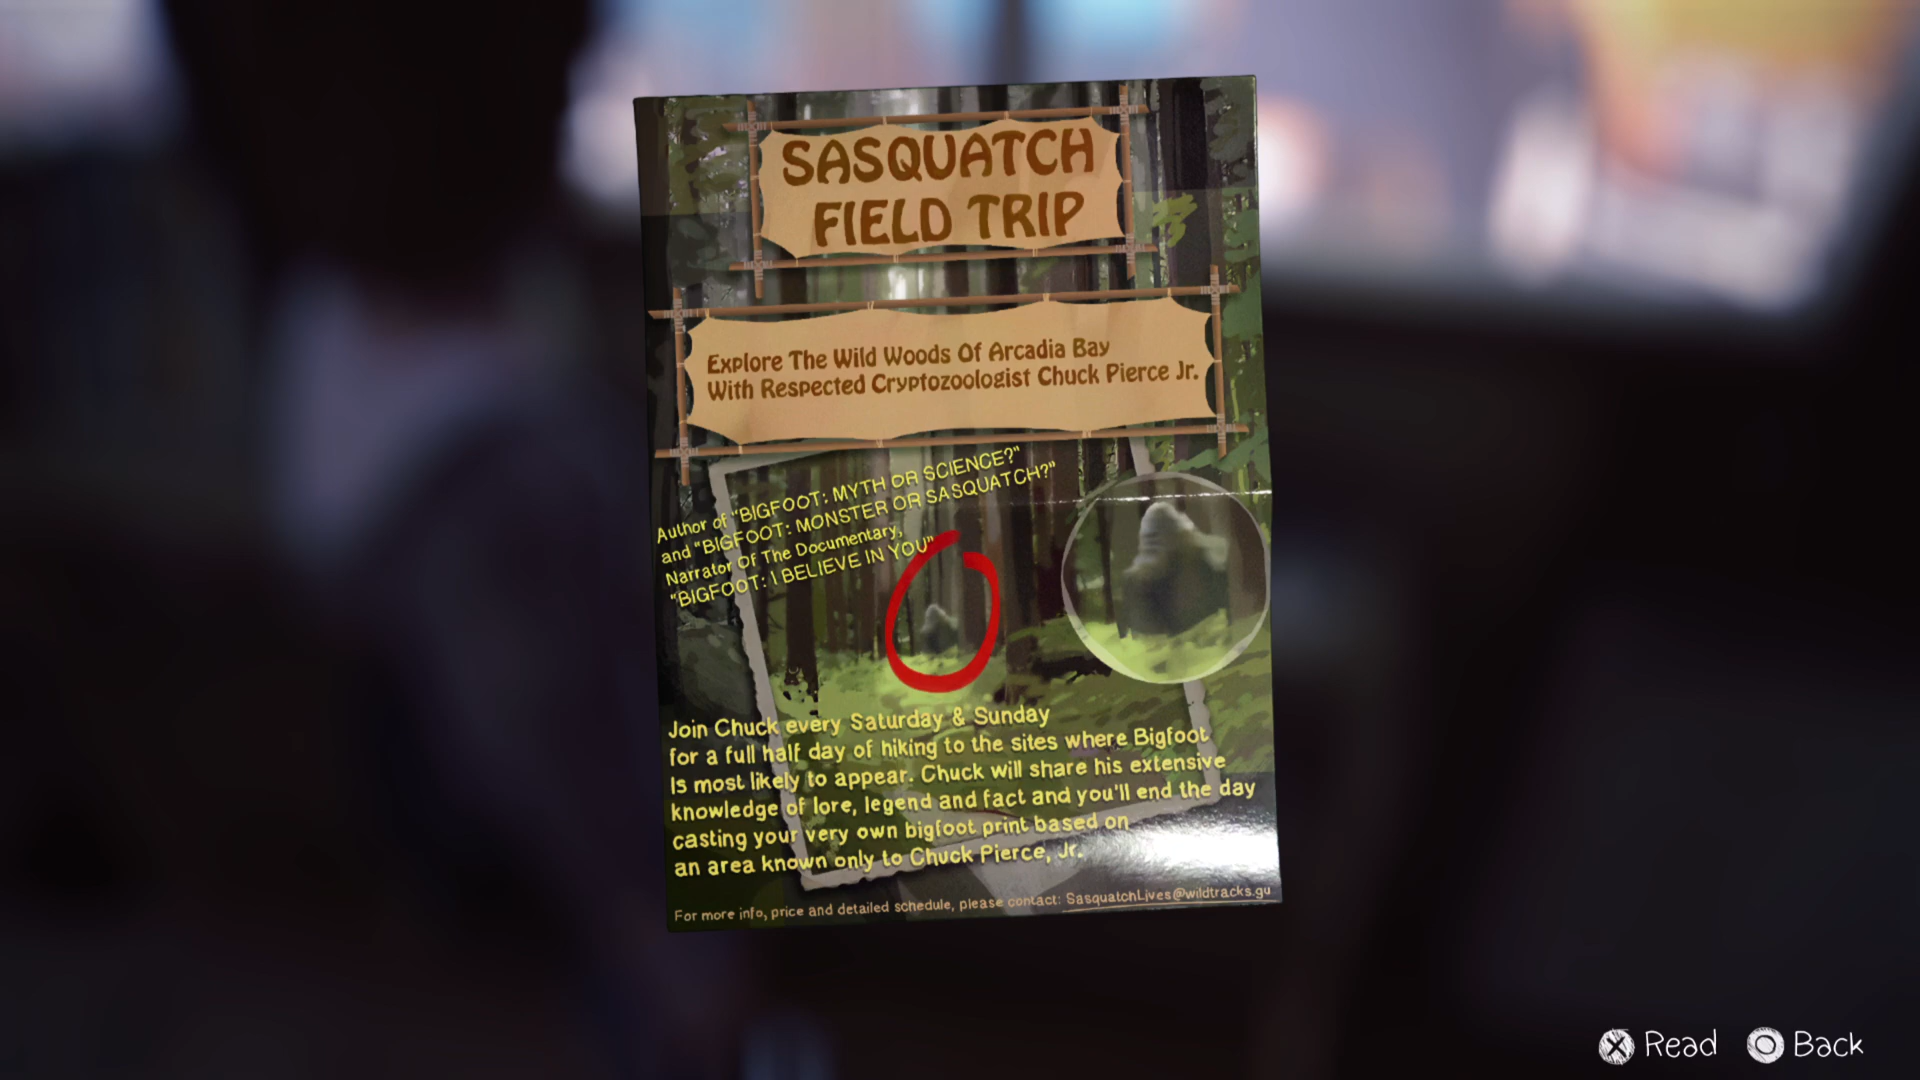 SASQUATCH
FIELD TRIP
Explore The Wild Woods Of Arcadia Bay
With Respected Cryptozoologist Chuck Pierce Jr.
Author of "BIGFOOT: MYTH OR SCIENCE?"
and "BIGFOOT: MONSTER OR SASQUATCH?"
Narrator Of The Documentary,
"BIGFOOT: I BELIEVE IN YOU"
Join Chuck every Saturday & Sunday
for a full half day of hiking to the sites where Bigfoot
Is most likely to appear. Chuck will share his extensive
knowledge of lore, legend and fact and you'll end the day
casting your very own bigfoot print based on
an area known only to Chuck Pierce, Jr.
For more info, price and detailed schedule, please contact: SasquatchLives@wildtracks.gu
Read Back